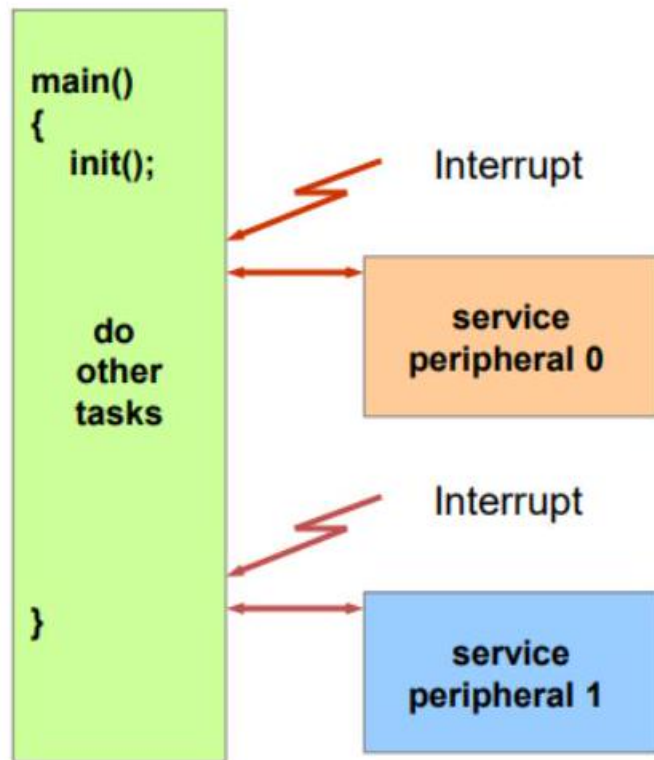 main()
{
init();
do
other
tasks
}
Interrupt
service
peripheral 0
Interrupt
service
peripheral 1